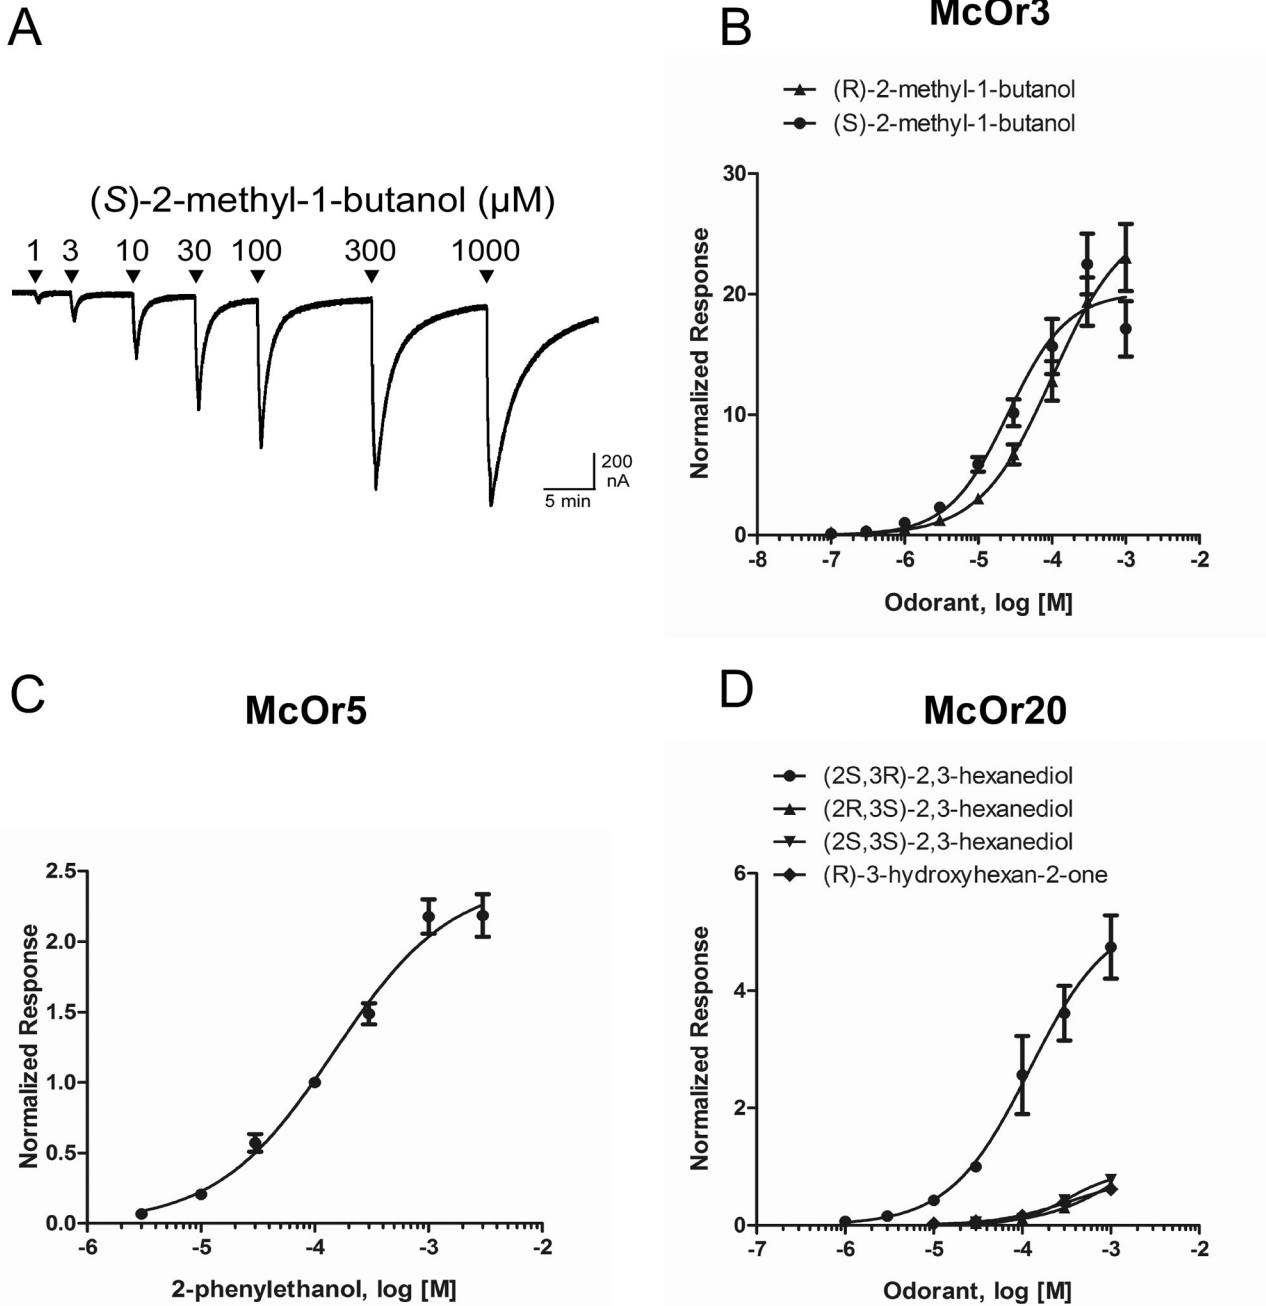 A
(S)-2-methyl-1-butanol (µM)
1 3 10 30 100 300 1000
200
nA
5 min
B
McOr3
(R)-2-methyl-1-butanol
(S)-2-methyl-1-butanol
Normalized Response
30
20
10
0
-8 -7 -6 -5 -4 -3 -2
Odorant, log [M]
C
McOr5
Normalized Response
2.5
2.0
1.5
1.0
0.5
0.0
-6 -5 -4 -3 -2
2-phenylethanol, log [M]
D
McOr20
(2S,3R)-2,3-hexanediol
(2R,3S)-2,3-hexanediol
(2S,3S)-2,3-hexanediol
(R)-3-hydroxyhexan-2-one
Normalized Response
6
4
2
0
-7 -6 -5 -4 -3 -2
Odorant, log [M]